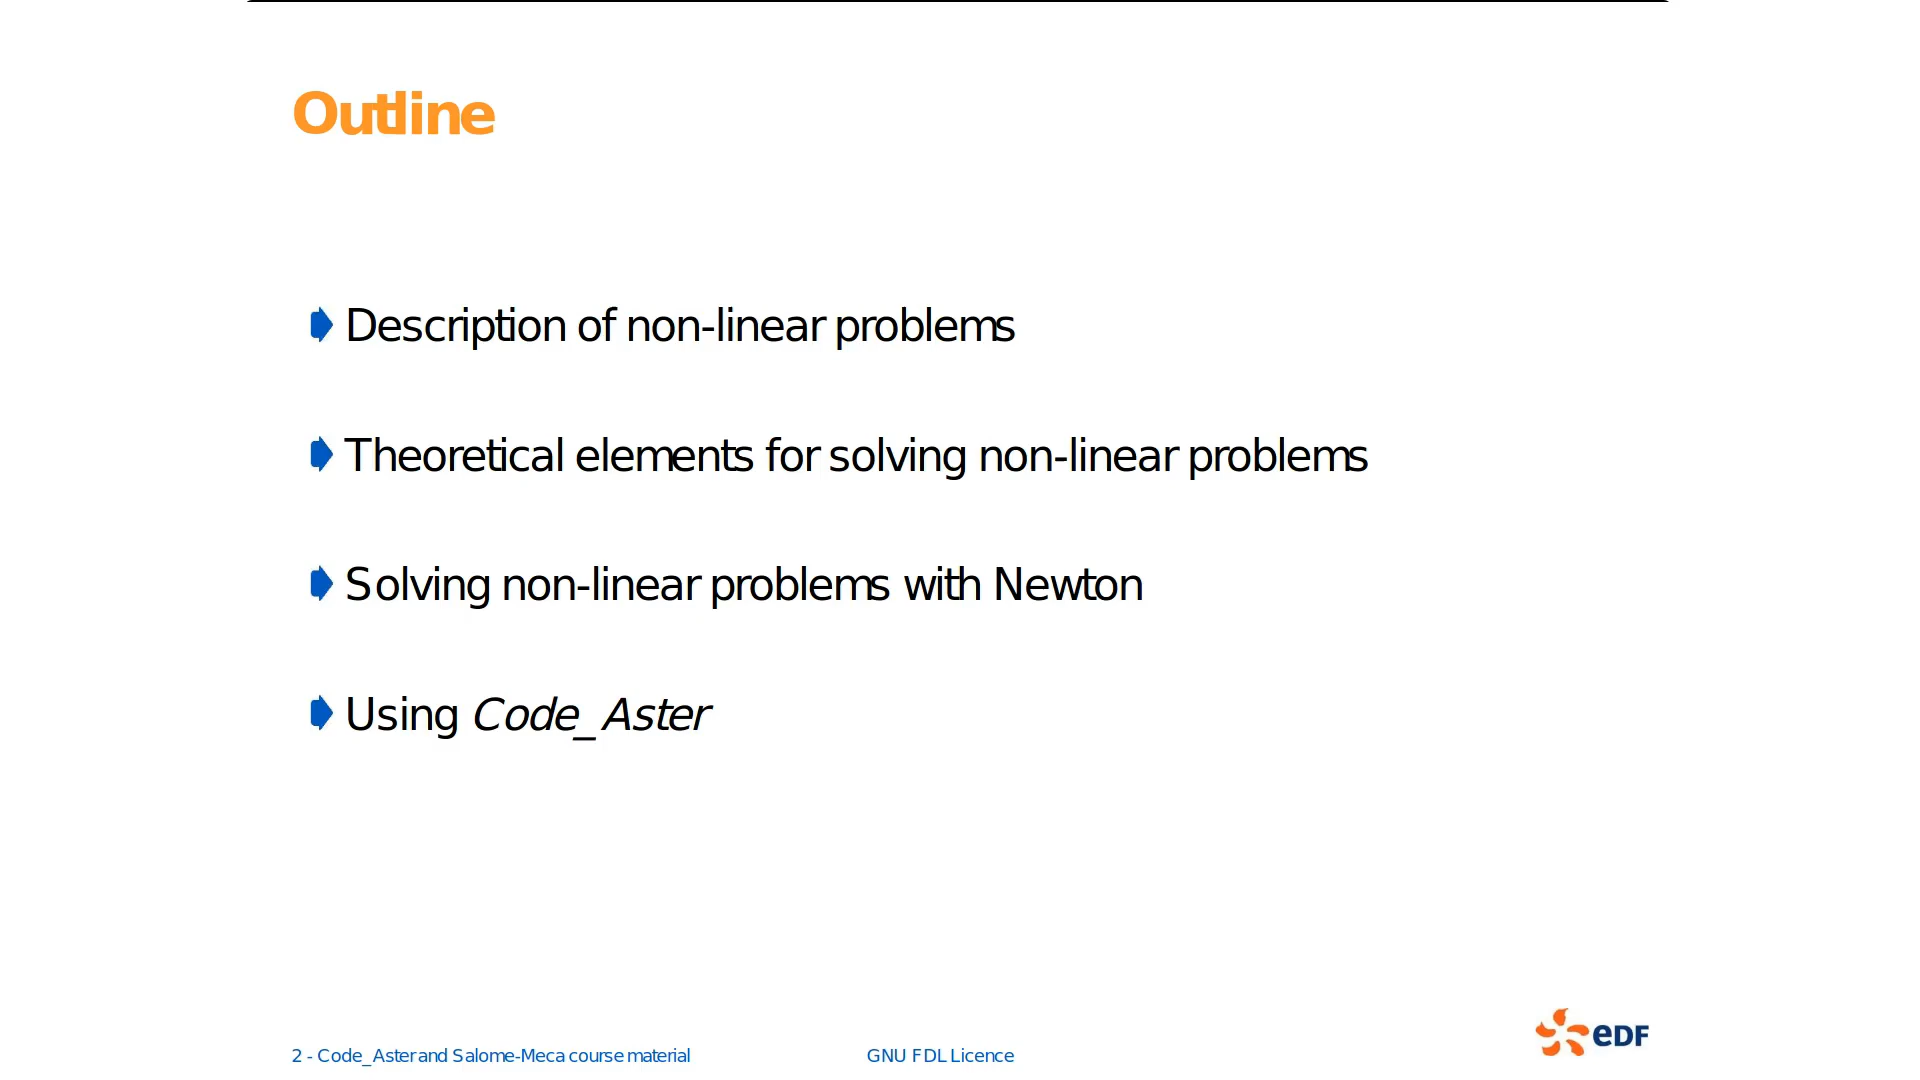 Outline
Description of non-linear problems
Theoretical elements for solving non-linear problems
Solving non-linear problems with Newton
Using Code_Aster
2 - Code_Aster and Salome-Meca course material
GNU FDL Licence
eDF